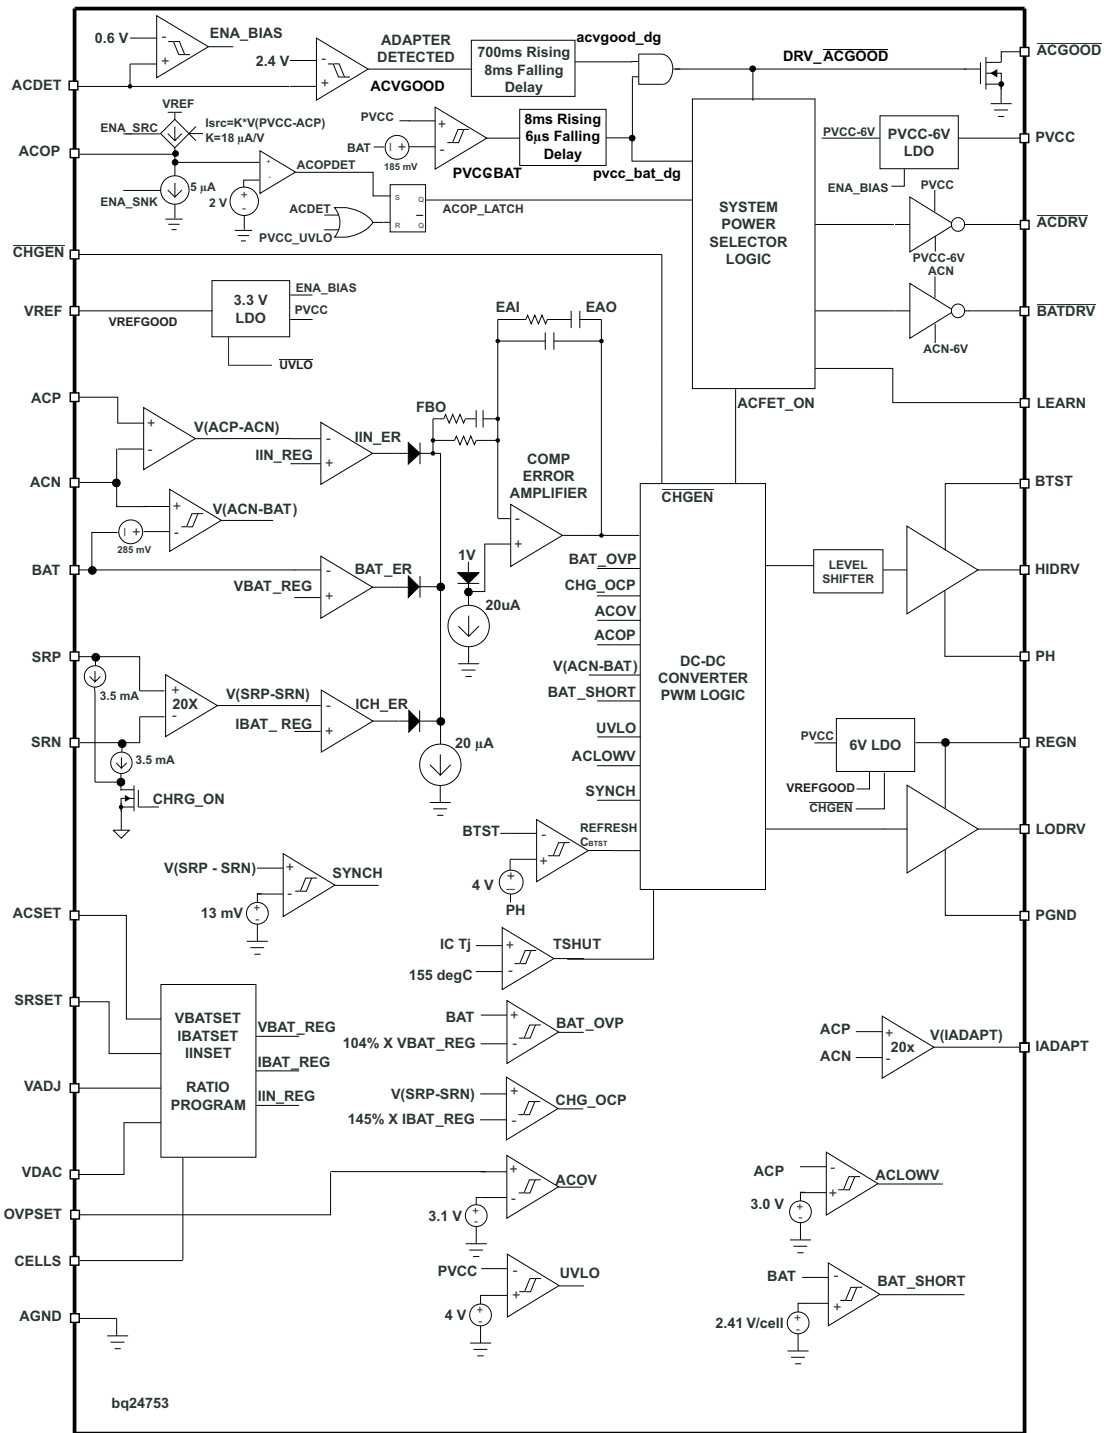 0.6 V
ENA_BIAS
ACDET
2.4 V
ADAPTER
DETECTED
ACVGOOD
700ms Rising
8ms Falling
Delay
acvgood_dg
DRV_ACGOOD
ACGOOD
VREF
ENA_SRC
Isrc=K*V(PVCC-ACP)
K=18 µA/V
ACOP
ENA_SNK
5 µA
2 V
+
-
+
-
ACOPDET
ACDET
PVCC_UVLO
S
R
Q
Q
ACOP_LATCH
PVCC
BAT
185 mV
PVCGBAT
8ms Rising
6µs Falling
Delay
pvcc_bat_dg
SYSTEM
POWER
SELECTOR
LOGIC
PVCC-6V
PVCC-6V
LDO
ENA_BIAS
PVCC
PVCC
PVCC-6V
ACDRV
ACN
ACN-6V
BATDRV
LEARN
ACFET_ON
CHGEN
VREF
VREFGOOD
3.3 V
LDO
ENA_BIAS
PVCC
UVLO
EAI
EAO
FBO
COMP
ERROR
AMPLIFIER
ACP
ACN
V(ACP-ACN)
IIN_REG
IIN_ER
V(ACN-BAT)
285 mV
BAT
VBAT_REG
BAT_ER
1V
20uA
SRP
3.5 mA
20X
V(SRP-SRN)
IBAT_ REG
ICH_ER
SRN
3.5 mA
CHRG_ON
20 µA
CHGEN
BAT_OVP
CHG_OCP
ACOV
ACOP
V(ACN-BAT)
BAT_SHORT
UVLO
ACLOWV
SYNCH
DC-DC
CONVERTER
PWM LOGIC
BTST
LEVEL
SHIFTER
HIDRV
PH
PVCC
6V LDO
VREFGOOD
CHGEN
REGN
LODRV
PGND
BTST
4 V
PH
REFRESH
CBTST
V(SRP - SRN)
13 mV
SYNCH
IC Tj
155 degC
TSHUT
ACSET
SRSET
VADJ
VDAC
OVPSET
CELLS
AGND
VBATSET
IBATSET
IINSET
RATIO
PROGRAM
VBAT_REG
IBAT_REG
IIN_REG
BAT
104% X VBAT_REG
BAT_OVP
V(SRP-SRN)
145% X IBAT_REG
CHG_OCP
3.1 V
ACOV
PVCC
4 V
UVLO
ACP
ACN
20x
V(IADAPT)
IADAPT
ACP
3.0 V
ACLOWV
BAT
2.41 V/cell
BAT_SHORT
bq24753